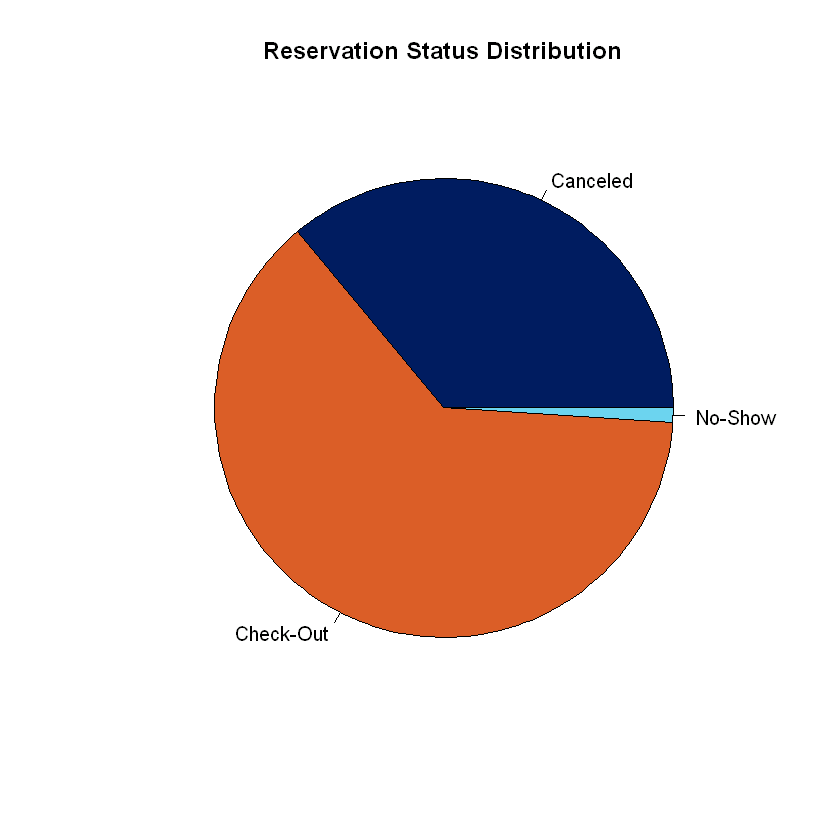 Reservation Status Distribution
Canceled
No-Show
Check-Out